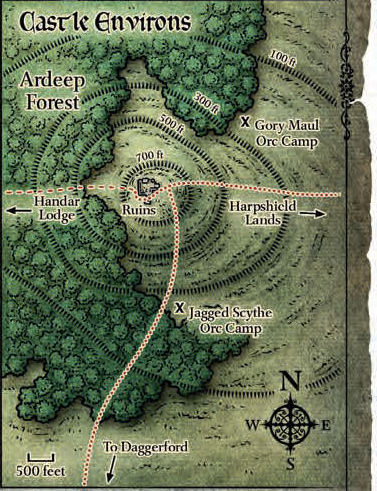 Castle Environs
100 ft
Ardeep
Forest
300 ft
X Gory Maul
Orc Camp
500 ft
700 ft
Handar
Lodge
Ruins
Harpshield
Lands
X Jagged Scythe
Orc Camp
N
W E
S
To Daggerford
500 feet